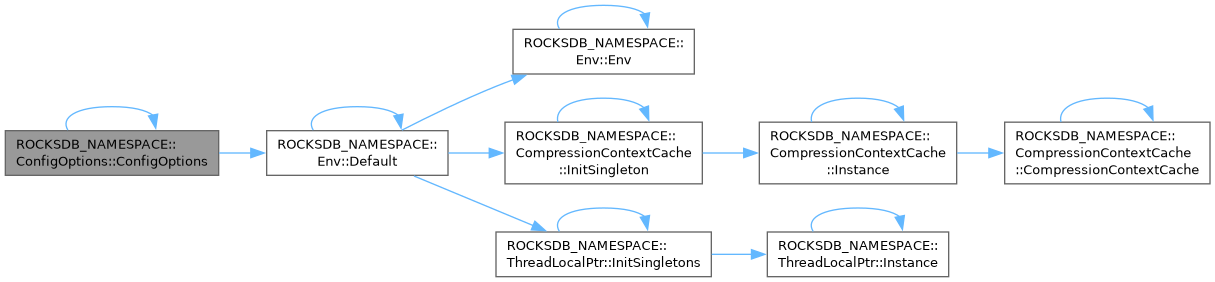 ROCKSDB_NAMESPACE::
ConfigOptions::ConfigOptions
ROCKSDB_NAMESPACE::
Env::Default
ROCKSDB_NAMESPACE::
Env::Env
ROCKSDB_NAMESPACE::
CompressionContextCache
::InitSingleton
ROCKSDB_NAMESPACE::
CompressionContextCache
::Instance
ROCKSDB_NAMESPACE::
CompressionContextCache
::CompressionContextCache
ROCKSDB_NAMESPACE::
ThreadLocalPtr::InitSingletons
ROCKSDB_NAMESPACE::
ThreadLocalPtr::Instance